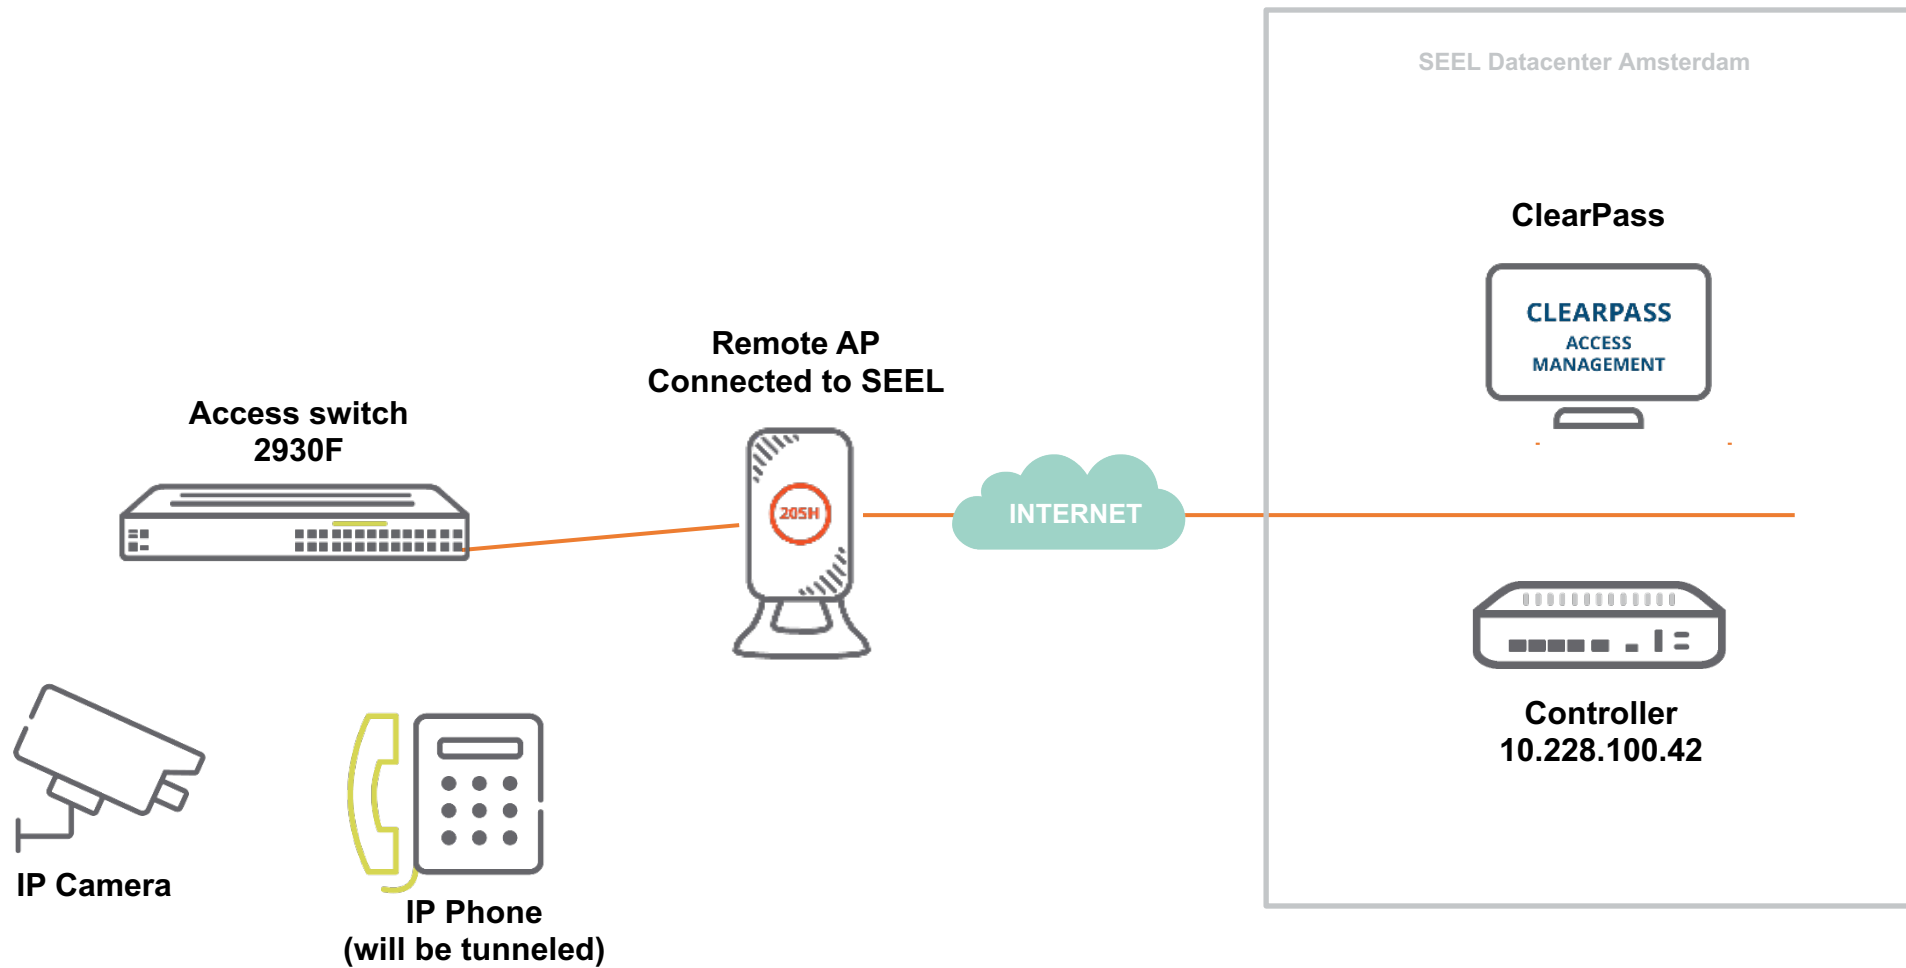 SEEL Datacenter Amsterdam
ClearPass
CLEARPASS
ACCESS
MANAGEMENT
Remote AP
Connected to SEEL
Access switch
2930F
205H
INTERNET
Controller
10.228.100.42
IP Camera
IP Phone
(will be tunneled)